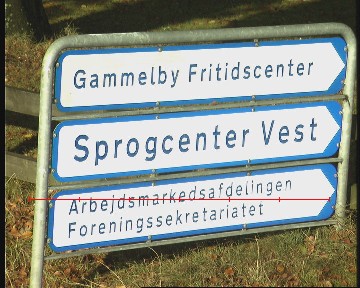 Gammelby Fritidscenter
Sprogcenter Vest
Arbejdsmarkedsafdelingen
Foreningssekretariatet